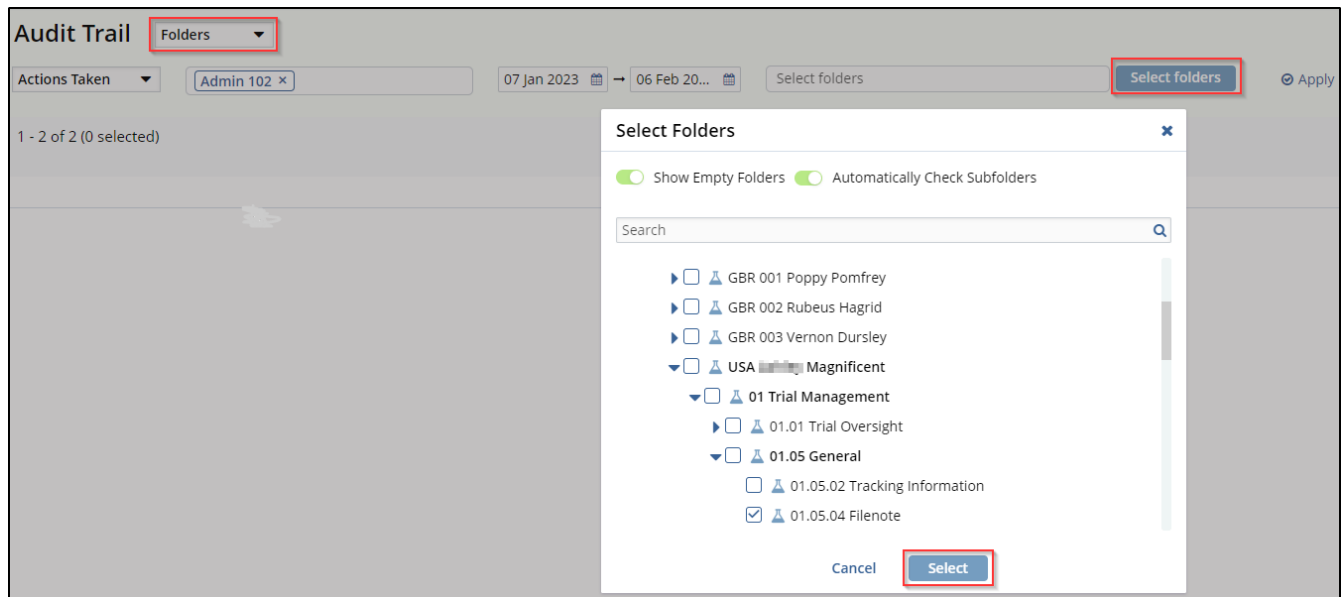 Audit Trail Folders
Actions Taken Admin 102 × 07 Jan 2023 → 06 Feb 20... Select folders Select folders Apply
1 - 2 of 2 (0 selected)
Select Folders
Show Empty Folders Automatically Check Subfolders
Search
GBR 001 Poppy Pomfrey
GBR 002 Rubeus Hagrid
GBR 003 Vernon Dursley
USA Magnificent
01 Trial Management
01.01 Trial Oversight
01.05 General
01.05.02 Tracking Information
01.05.04 Filenote
Cancel Select